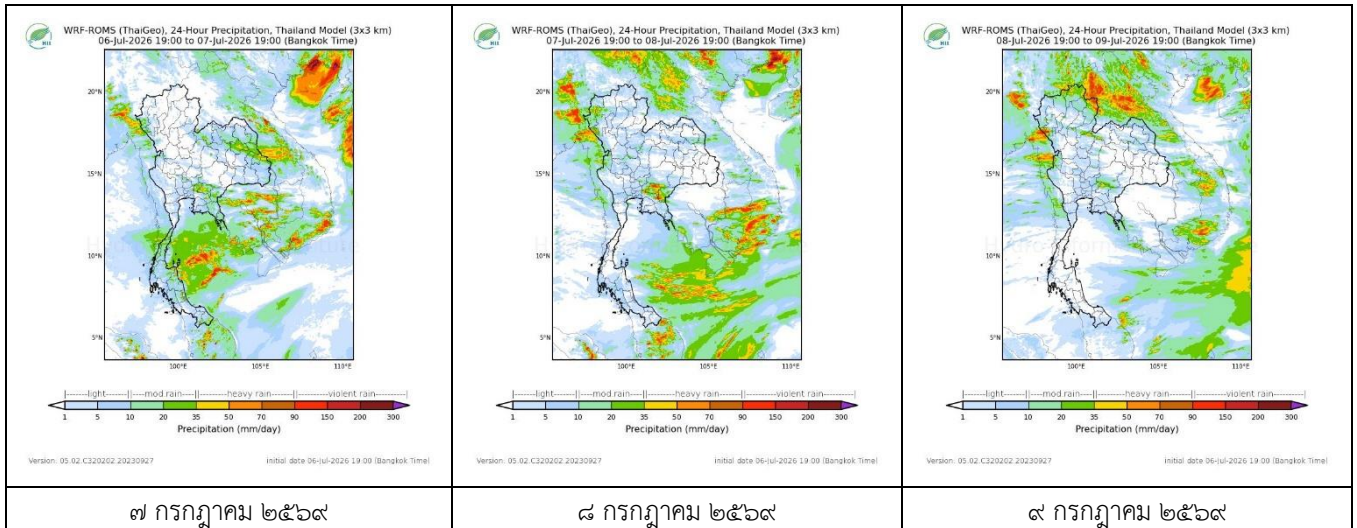 WRF-ROMS (ThaiGeo), 24-Hour Precipitation, Thailand Model (3x3 km)
06-Jul-2026 19:00 to 07-Jul-2026 19:00 (Bangkok Time)
20°N
15°N
10°N
5°N
100°E 105°E 110°E
light mod.rain heavy rain violent rain
1 5 10 20 35 50 70 90 150 200 300
Precipitation (mm/day)
Version: 05.02.C320202.20230927 initial date 06-Jul-2026 19:00 (Bangkok Time)
๗ กรกฎาคม ๒๕๖๙
WRF-ROMS (ThaiGeo), 24-Hour Precipitation, Thailand Model (3x3 km)
07-Jul-2026 19:00 to 08-Jul-2026 19:00 (Bangkok Time)
20°N
15°N
10°N
5°N
100°E 105°E 110°E
light mod.rain heavy rain violent rain
1 5 10 20 35 50 70 90 150 200 300
Precipitation (mm/day)
Version: 05.02.C320202.20230927 initial date 06-Jul-2026 19:00 (Bangkok Time)
๘ กรกฎาคม ๒๕๖๙
WRF-ROMS (ThaiGeo), 24-Hour Precipitation, Thailand Model (3x3 km)
08-Jul-2026 19:00 to 09-Jul-2026 19:00 (Bangkok Time)
20°N
15°N
10°N
5°N
100°E 105°E 110°E
light mod.rain heavy rain violent rain
1 5 10 20 35 50 70 90 150 200 300
Precipitation (mm/day)
Version: 05.02.C320202.20230927 initial date 06-Jul-2026 19:00 (Bangkok Time)
๙ กรกฎาคม ๒๕๖๙